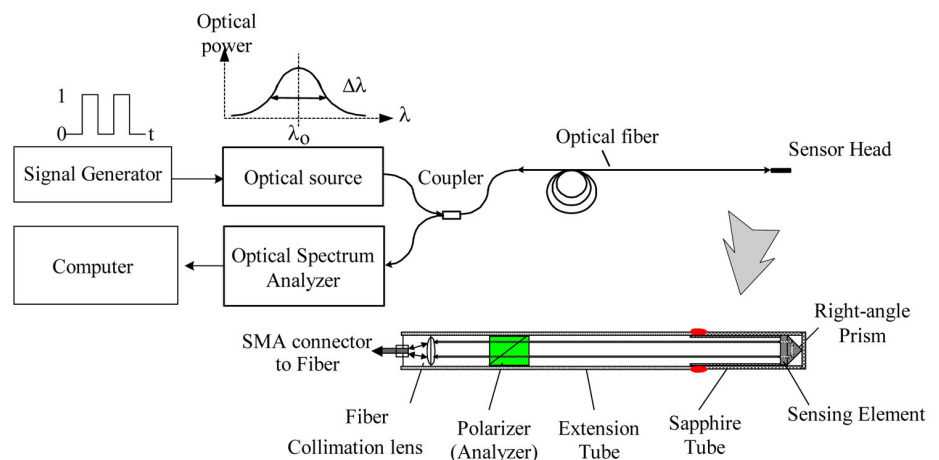 Optical
power
Δλ
λ
λo
1
0
t
Signal Generator
Optical source
Coupler
Optical fiber
Sensor Head
Computer
Optical Spectrum
Analyzer
Right-angle
Prism
SMA connector
to Fiber
Fiber
Collimation lens
Polarizer
(Analyzer)
Extension
Tube
Sapphire
Tube
Sensing Element